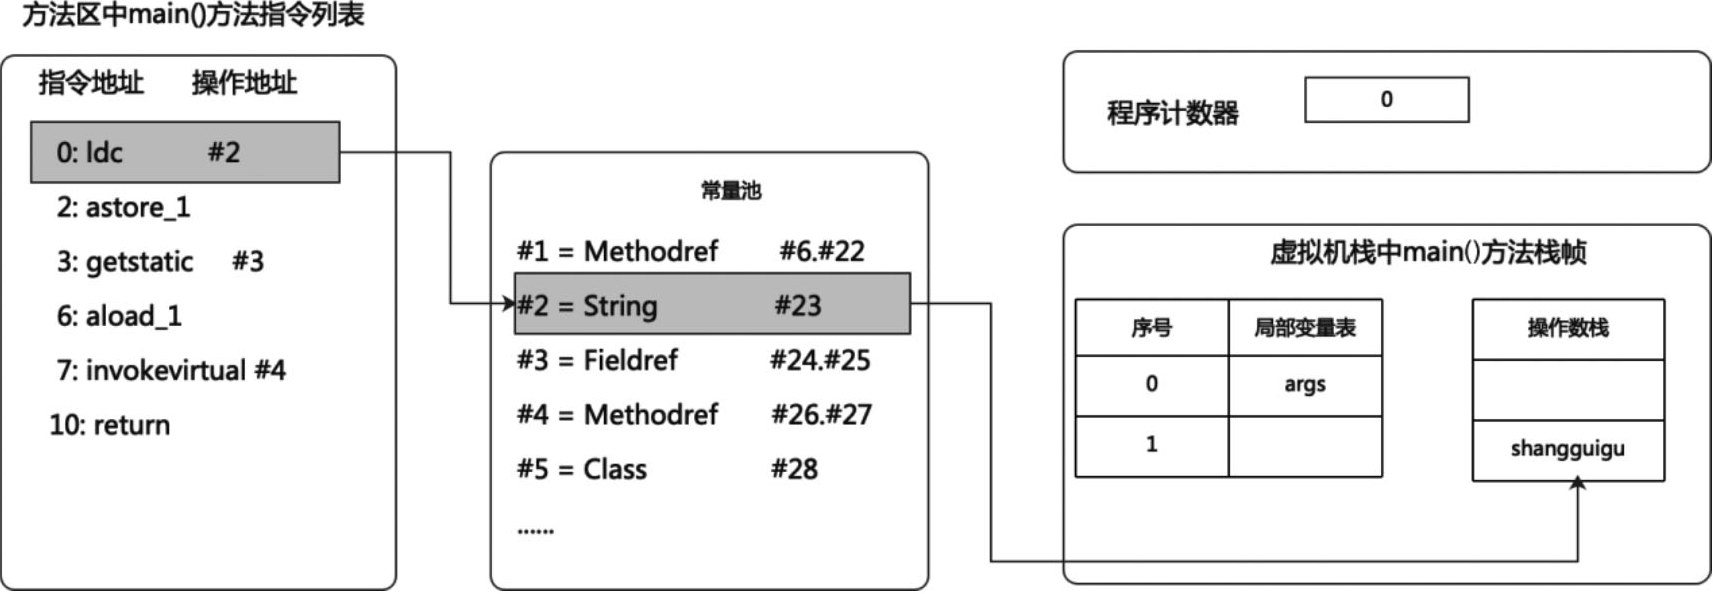 方法区中main()方法指令列表
指令地址 操作地址
0: ldc #2
2: astore_1
3: getstatic #3
6: aload_1
7: invokevirtual #4
10: return
常量池
#1 = Methodref #6.#22
#2 = String #23
#3 = Fieldref #24.#25
#4 = Methodref #26.#27
#5 = Class #28
......
程序计数器 0
虚拟机栈中main()方法栈帧
序号 局部变量表
0 args
1
操作数栈
shangguigu